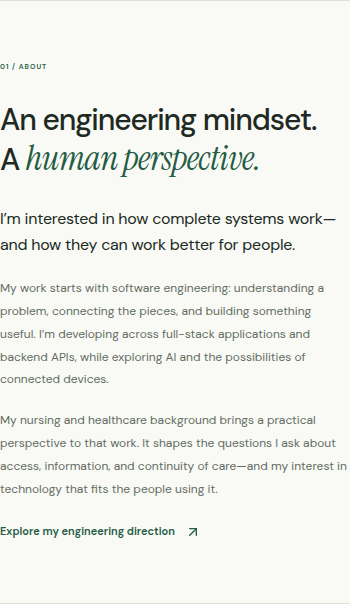 01 / ABOUT
An engineering mindset.
A human perspective.
I'm interested in how complete systems work—
and how they can work better for people.
My work starts with software engineering: understanding a
problem, connecting the pieces, and building something
useful. I'm developing across full-stack applications and
backend APIs, while exploring AI and the possibilities of
connected devices.
My nursing and healthcare background brings a practical
perspective to that work. It shapes the questions I ask about
access, information, and continuity of care—and my interest in
technology that fits the people using it.
Explore my engineering direction